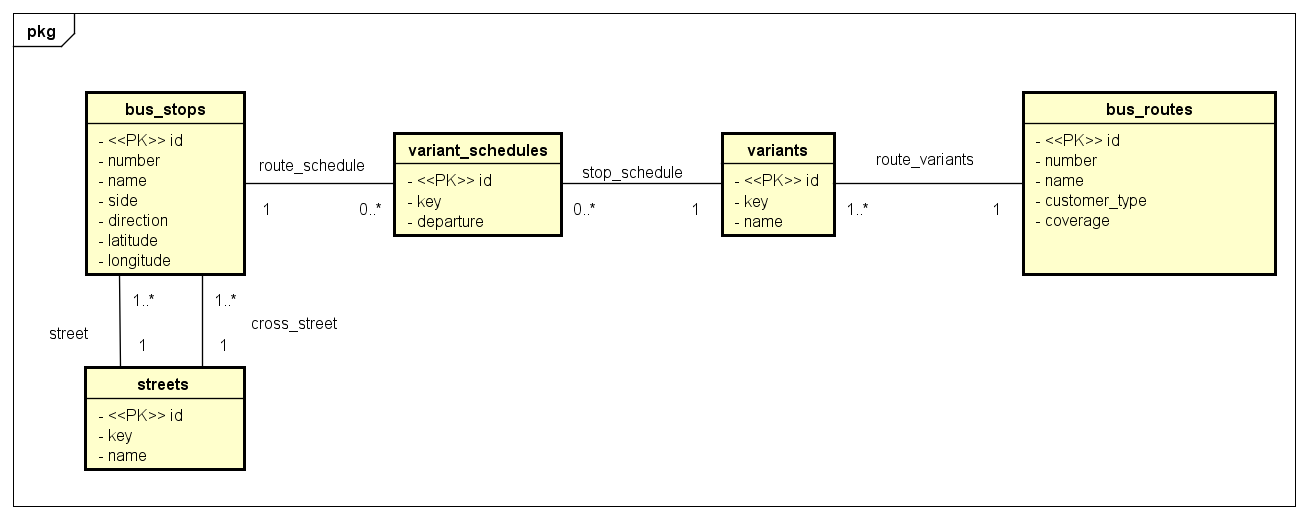 pkg
bus_stops
- <<PK>> id
- number
- name
- side
- direction
- latitude
- longitude
route_schedule
1
0..*
variant_schedules
- <<PK>> id
- key
- departure
stop_schedule
0..*
1
variants
- <<PK>> id
- key
- name
route_variants
1..*
1
bus_routes
- <<PK>> id
- number
- name
- customer_type
- coverage
1..*
1..*
street
cross_street
1
1
streets
- <<PK>> id
- key
- name